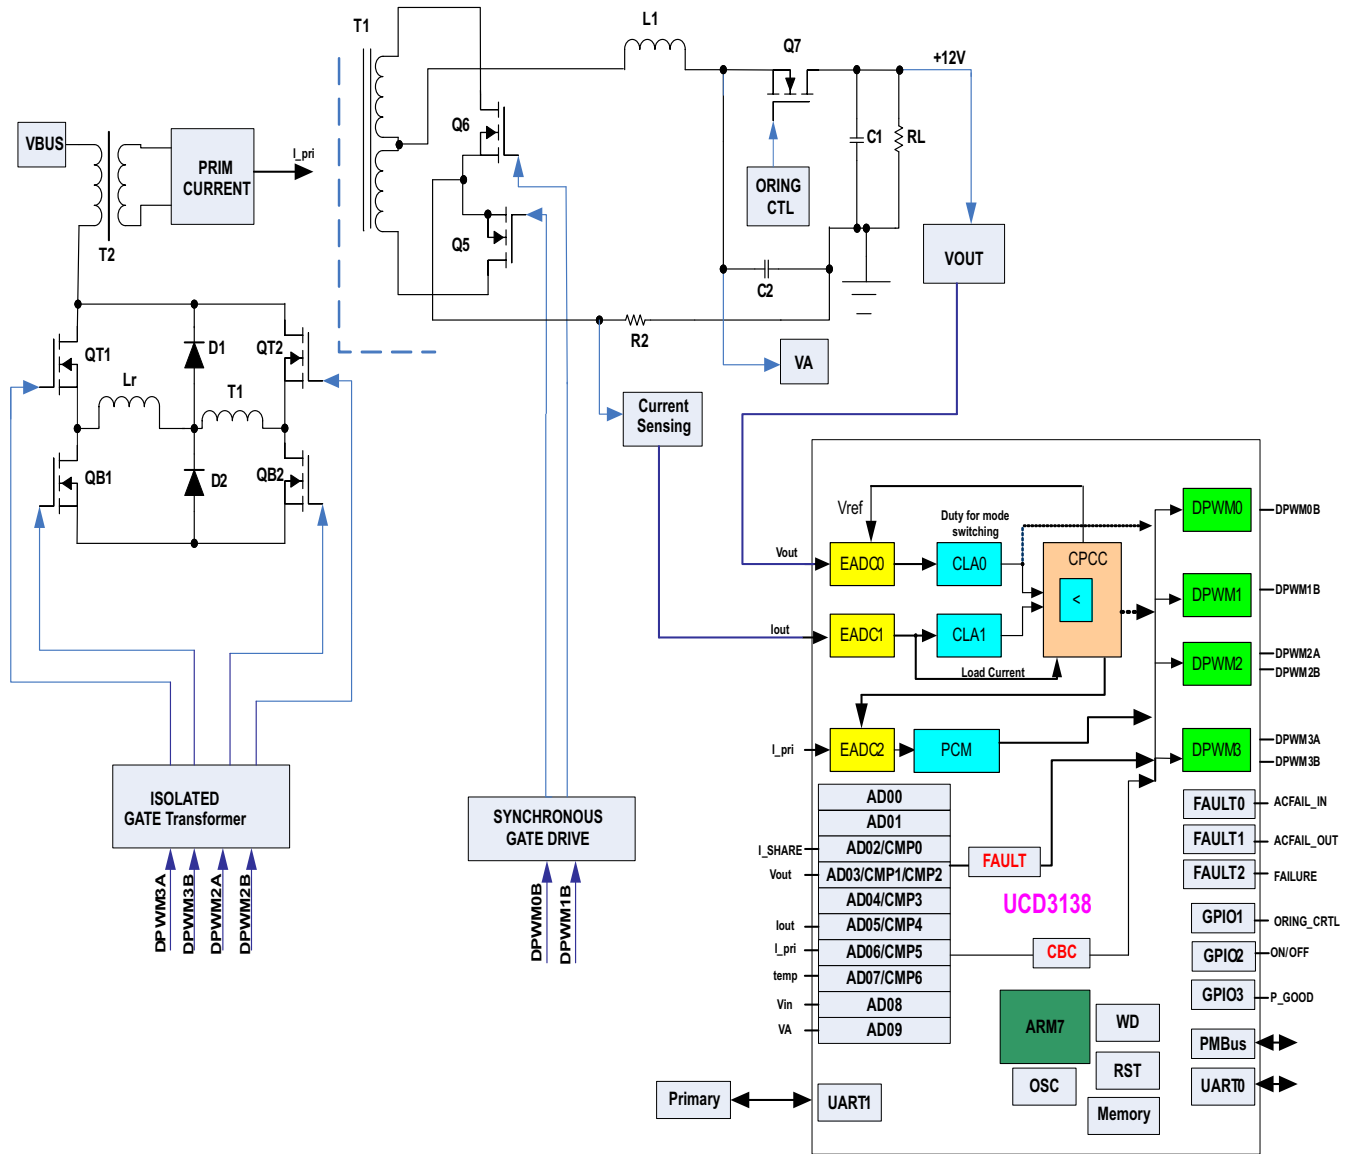 T1
L1
Q7
+12V
VBUS
PRIM
CURRENT
I_pri
Q6
Q5
T2
ORING
CTL
C1
RL
VOUT
C2
R2
VA
QT1
D1
QT2
Lr
T1
QB1
D2
QB2
Current
Sensing
ISOLATED
GATE Transformer
DPWM3A
DPWM3B
DPWM2A
DPWM2B
SYNCHRONOUS
GATE DRIVE
DPWM0B
DPWM1B
Vref
Duty for mode
switching
Vout
EADC0
CLA0
CPCC
<
Iout
EADC1
CLA1
Load Current
I_pri
EADC2
PCM
DPWM0
DPWM0B
DPWM1
DPWM1B
DPWM2
DPWM2A
DPWM2B
DPWM3
DPWM3A
DPWM3B
AD00
AD01
I_SHARE
AD02/CMP0
Vout
AD03/CMP1/CMP2
AD04/CMP3
Iout
AD05/CMP4
I_pri
AD06/CMP5
temp
AD07/CMP6
Vin
AD08
VA
AD09
FAULT
UCD3138
CBC
FAULT0
ACFAIL_IN
FAULT1
ACFAIL_OUT
FAULT2
FAILURE
GPIO1
ORING_CRTL
GPIO2
ON/OFF
GPIO3
P_GOOD
ARM7
WD
RST
OSC
Memory
PMBus
UART0
Primary
UART1